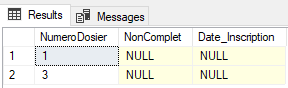 Results Messages
NumeroDosier NonComplet Date_Inscription
1 1 NULL NULL
2 3 NULL NULL